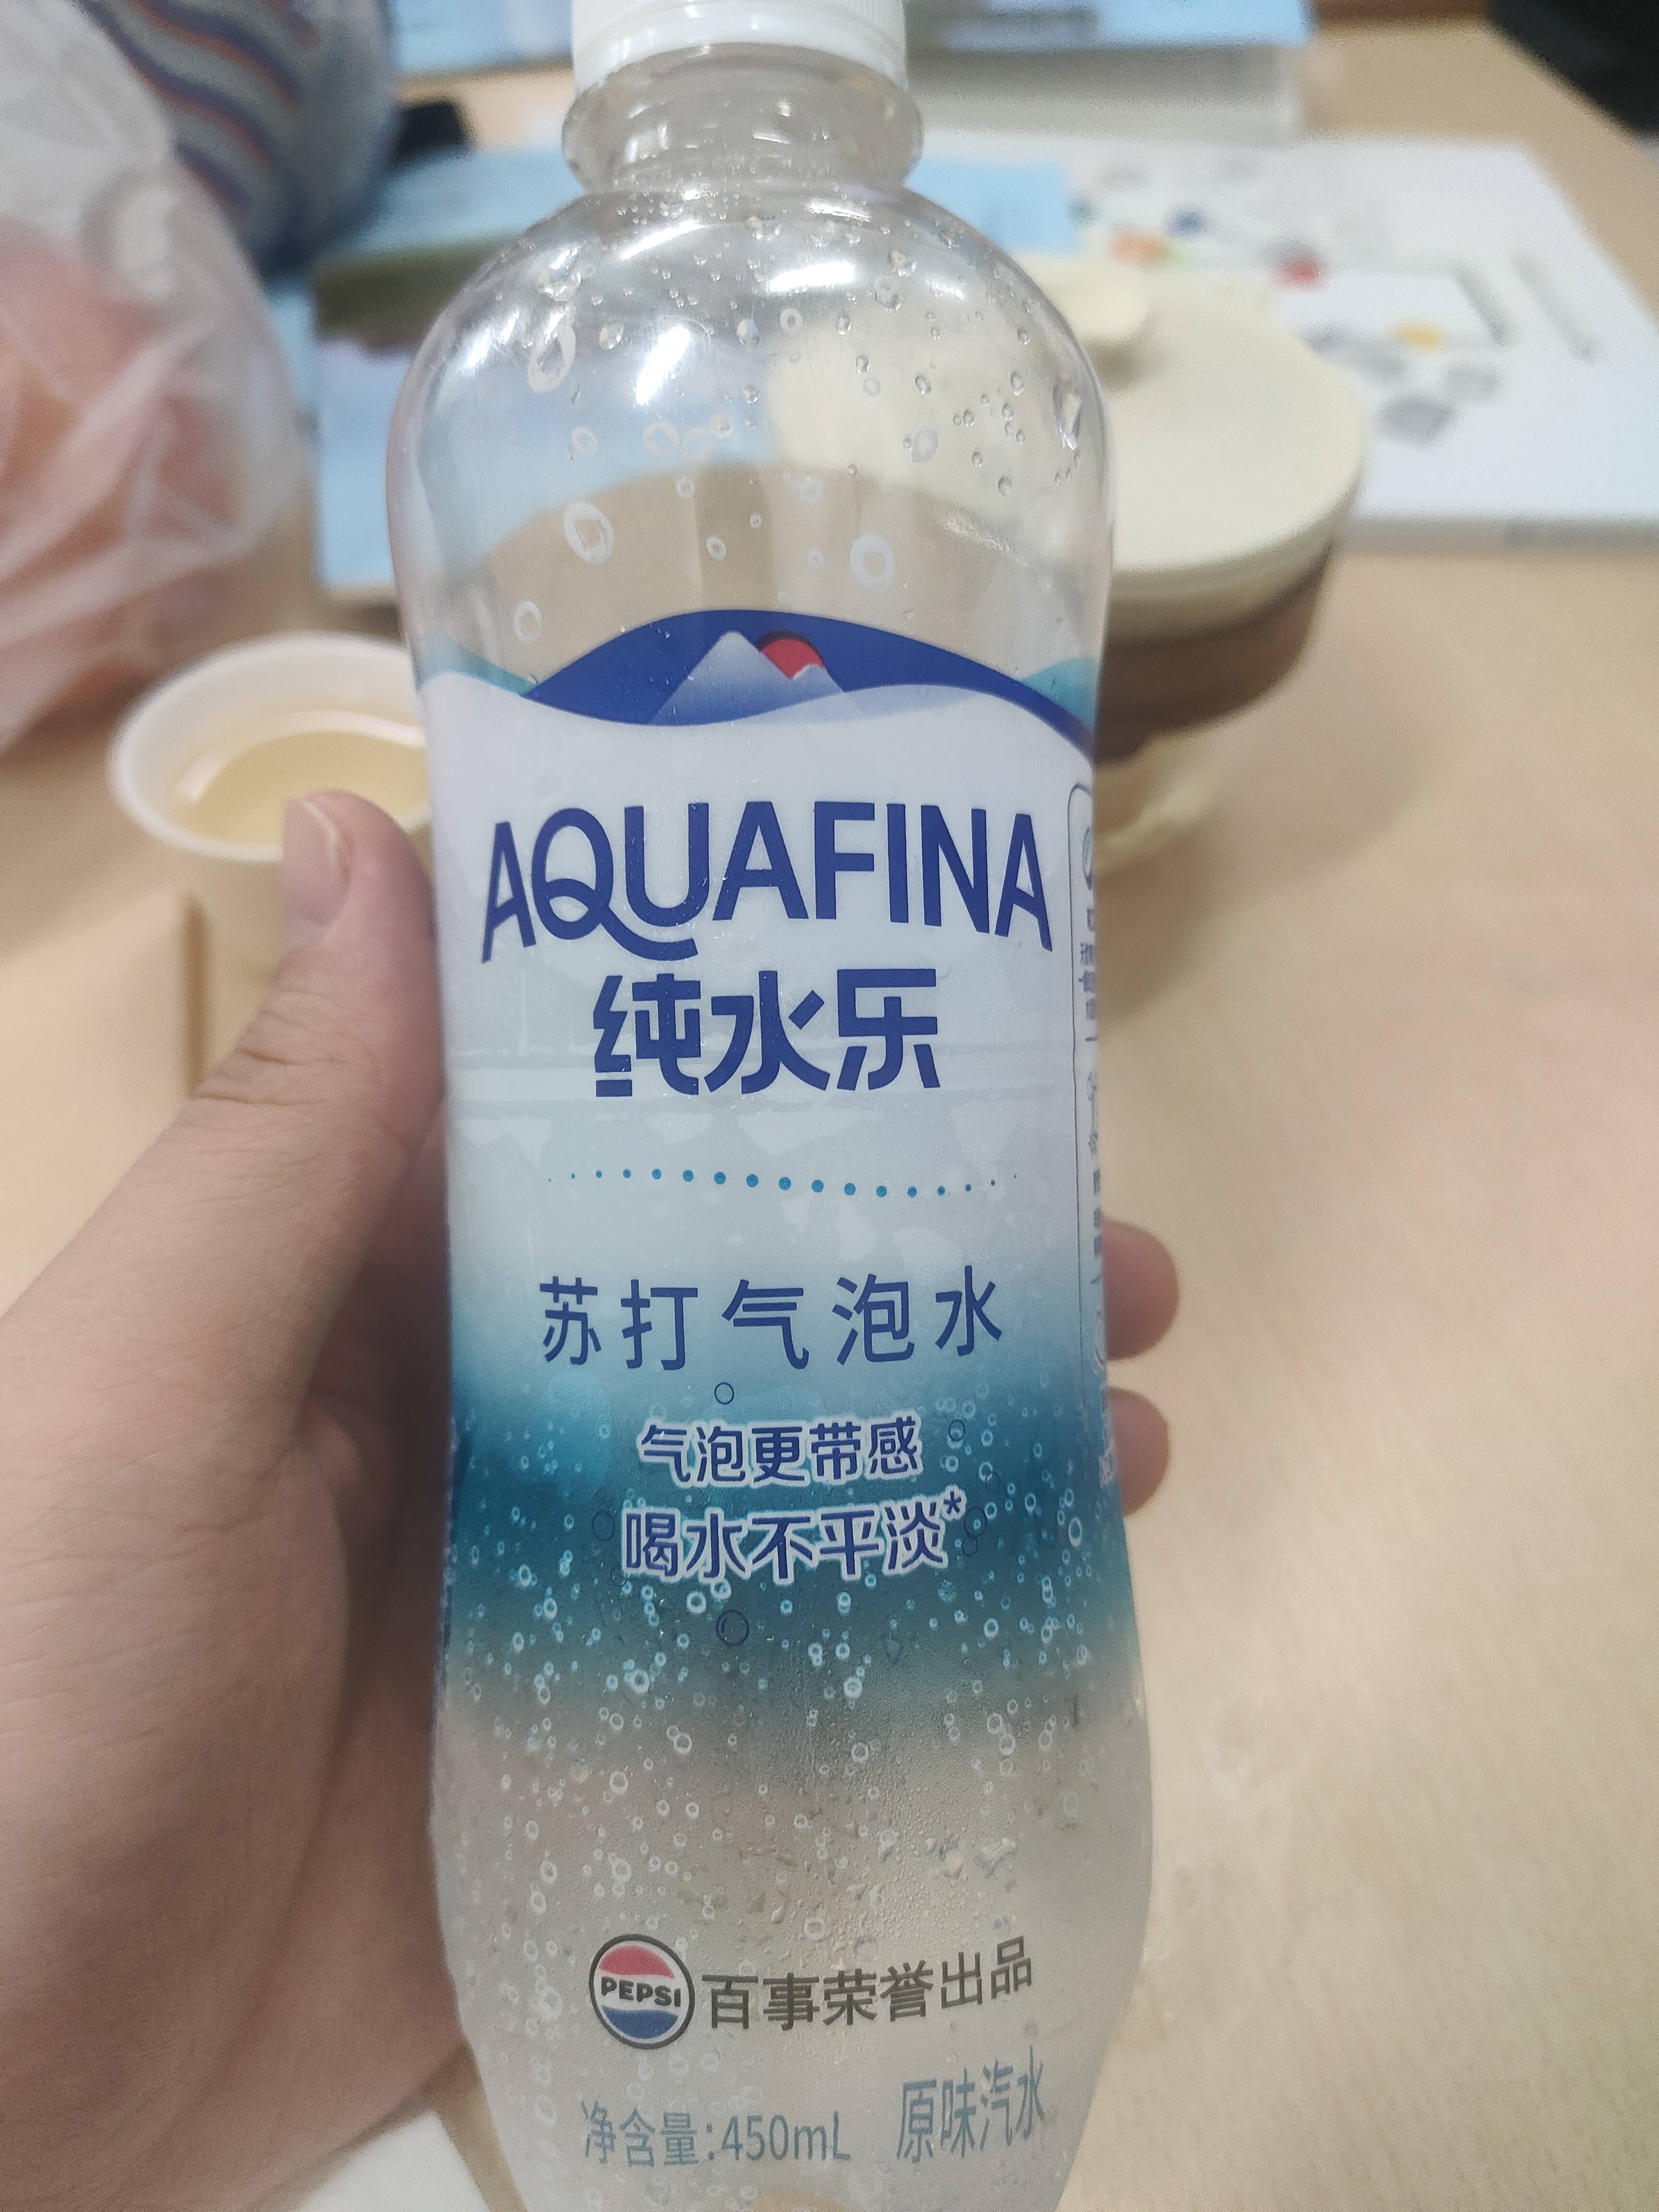 AQUAFINA
纯水乐
苏打气泡水
气泡更带感
喝水不平淡*
PEPSI 百事荣誉出品
净含量:450mL 原味汽水